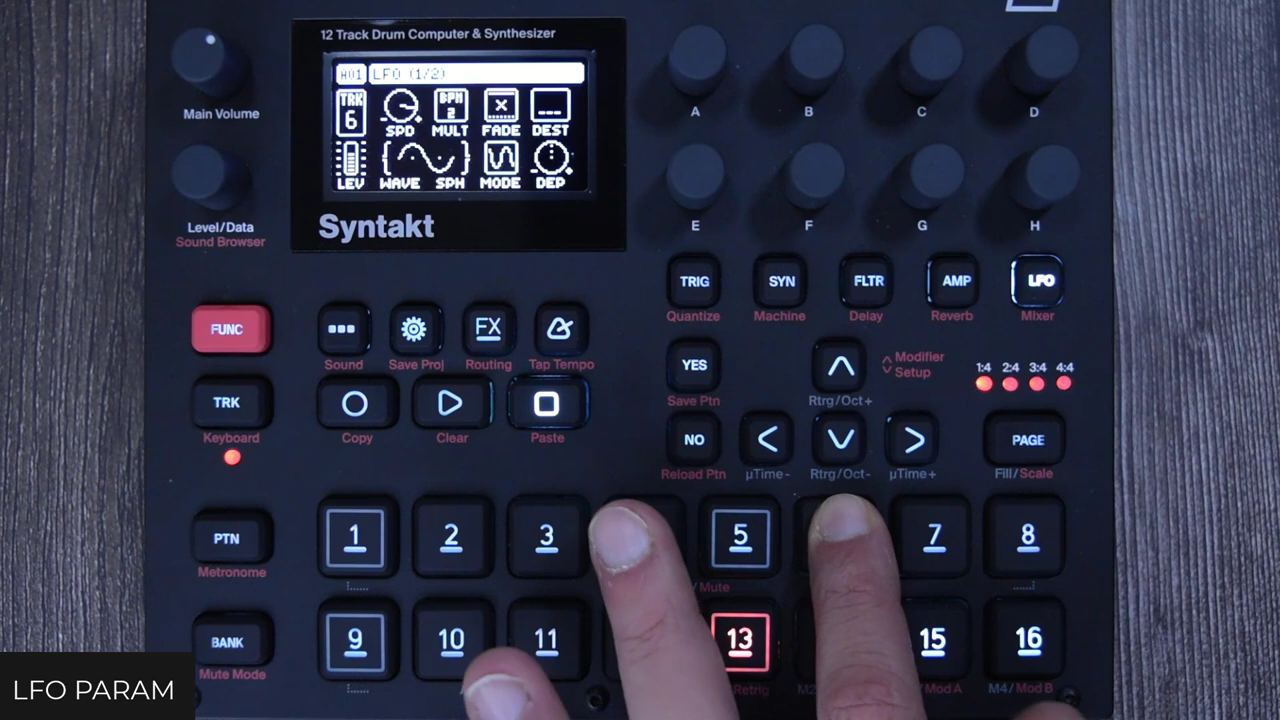 12 Track Drum Computer & Synthesizer
A01 LFO (1/2)
TRK 6 SPD BPM 2 MULT FADE DEST
LEV WAVE SPH MODE DEP
Syntakt
Main Volume
Level/Data
Sound Browser
A B C D
E F G H
TRIG SYN FLTR AMP LFO
Quantize Machine Delay Reverb Mixer
FUNC FX
Sound Save Proj Routing Tap Tempo
YES
Save Ptn
Rtrg/Oct+
Modifier
Setup
1:4 2:4 3:4 4:4
TRK
Keyboard
Copy Clear Paste
NO PAGE
Reload Ptn µTime- Rtrg/Oct- µTime+ Fill/Scale
PTN
Metronome
1 2 3 5 7 8
/ Mute
BANK
Mute Mode
9 10 11 13 15 16
Retrig / Mod A M4/Mod B
LFO PARAM